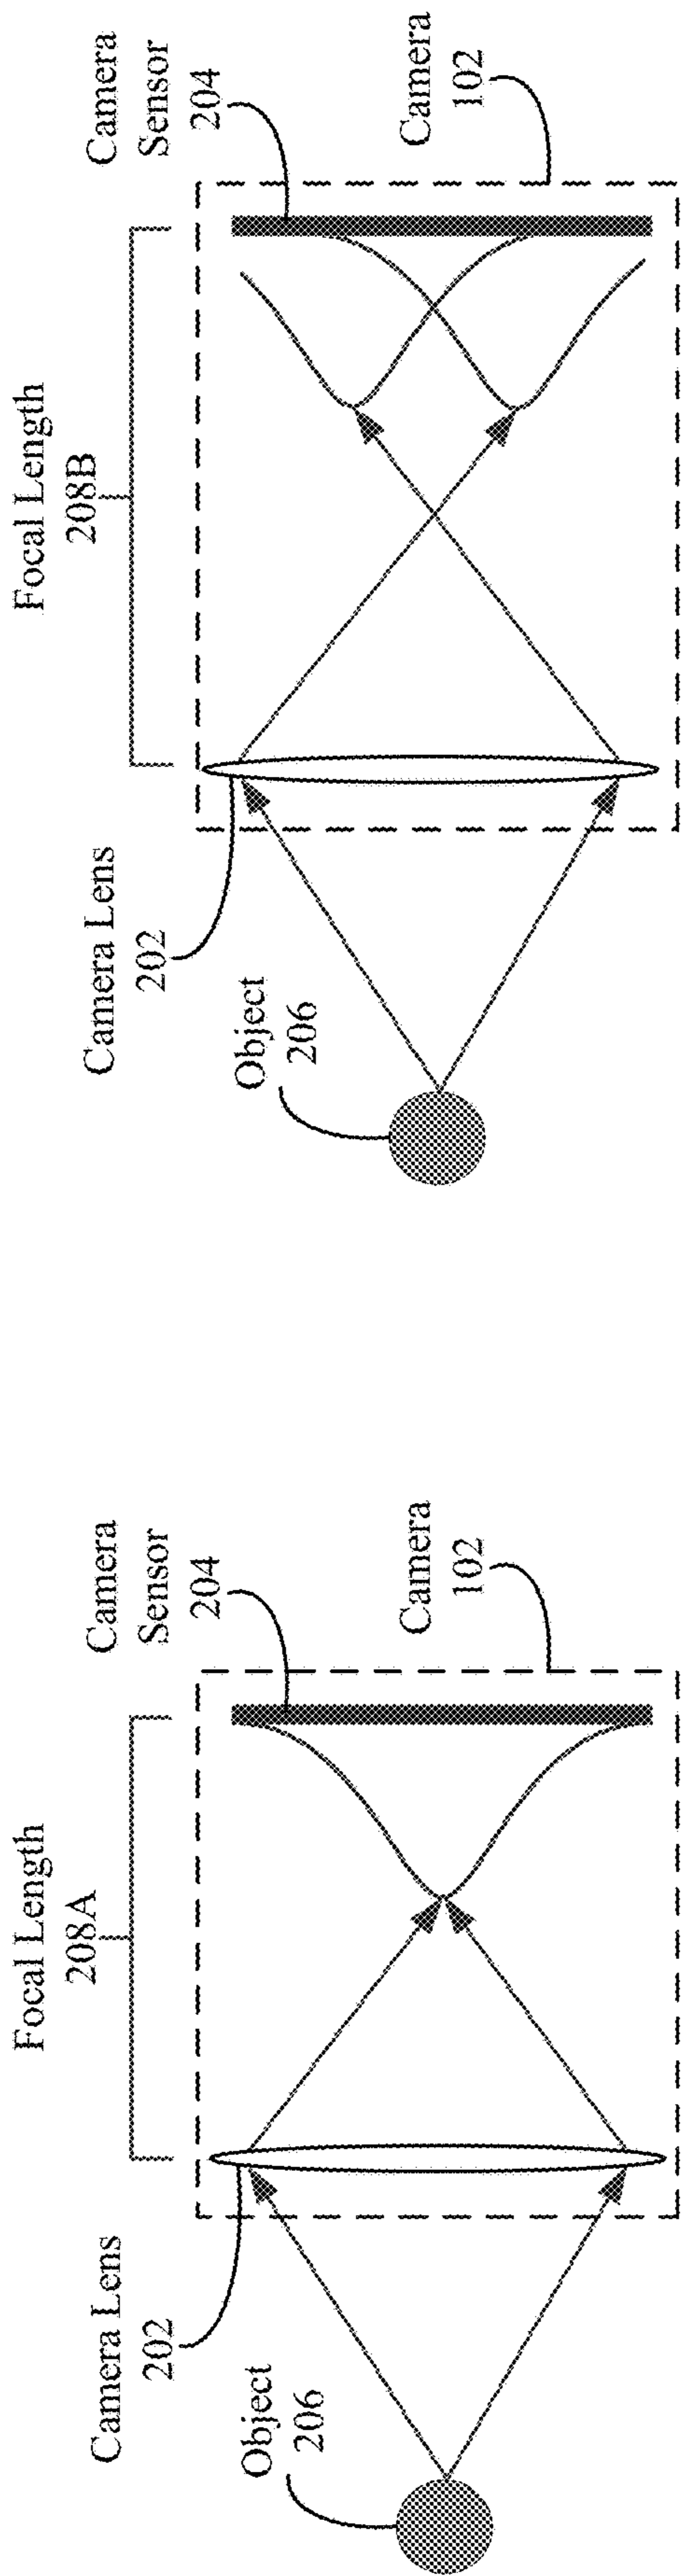 Camera Lens
202
Focal Length
208A
Camera
Sensor
204
Object
206
Camera
102
Camera Lens
202
Focal Length
208B
Camera
Sensor
204
Object
206
Camera
102